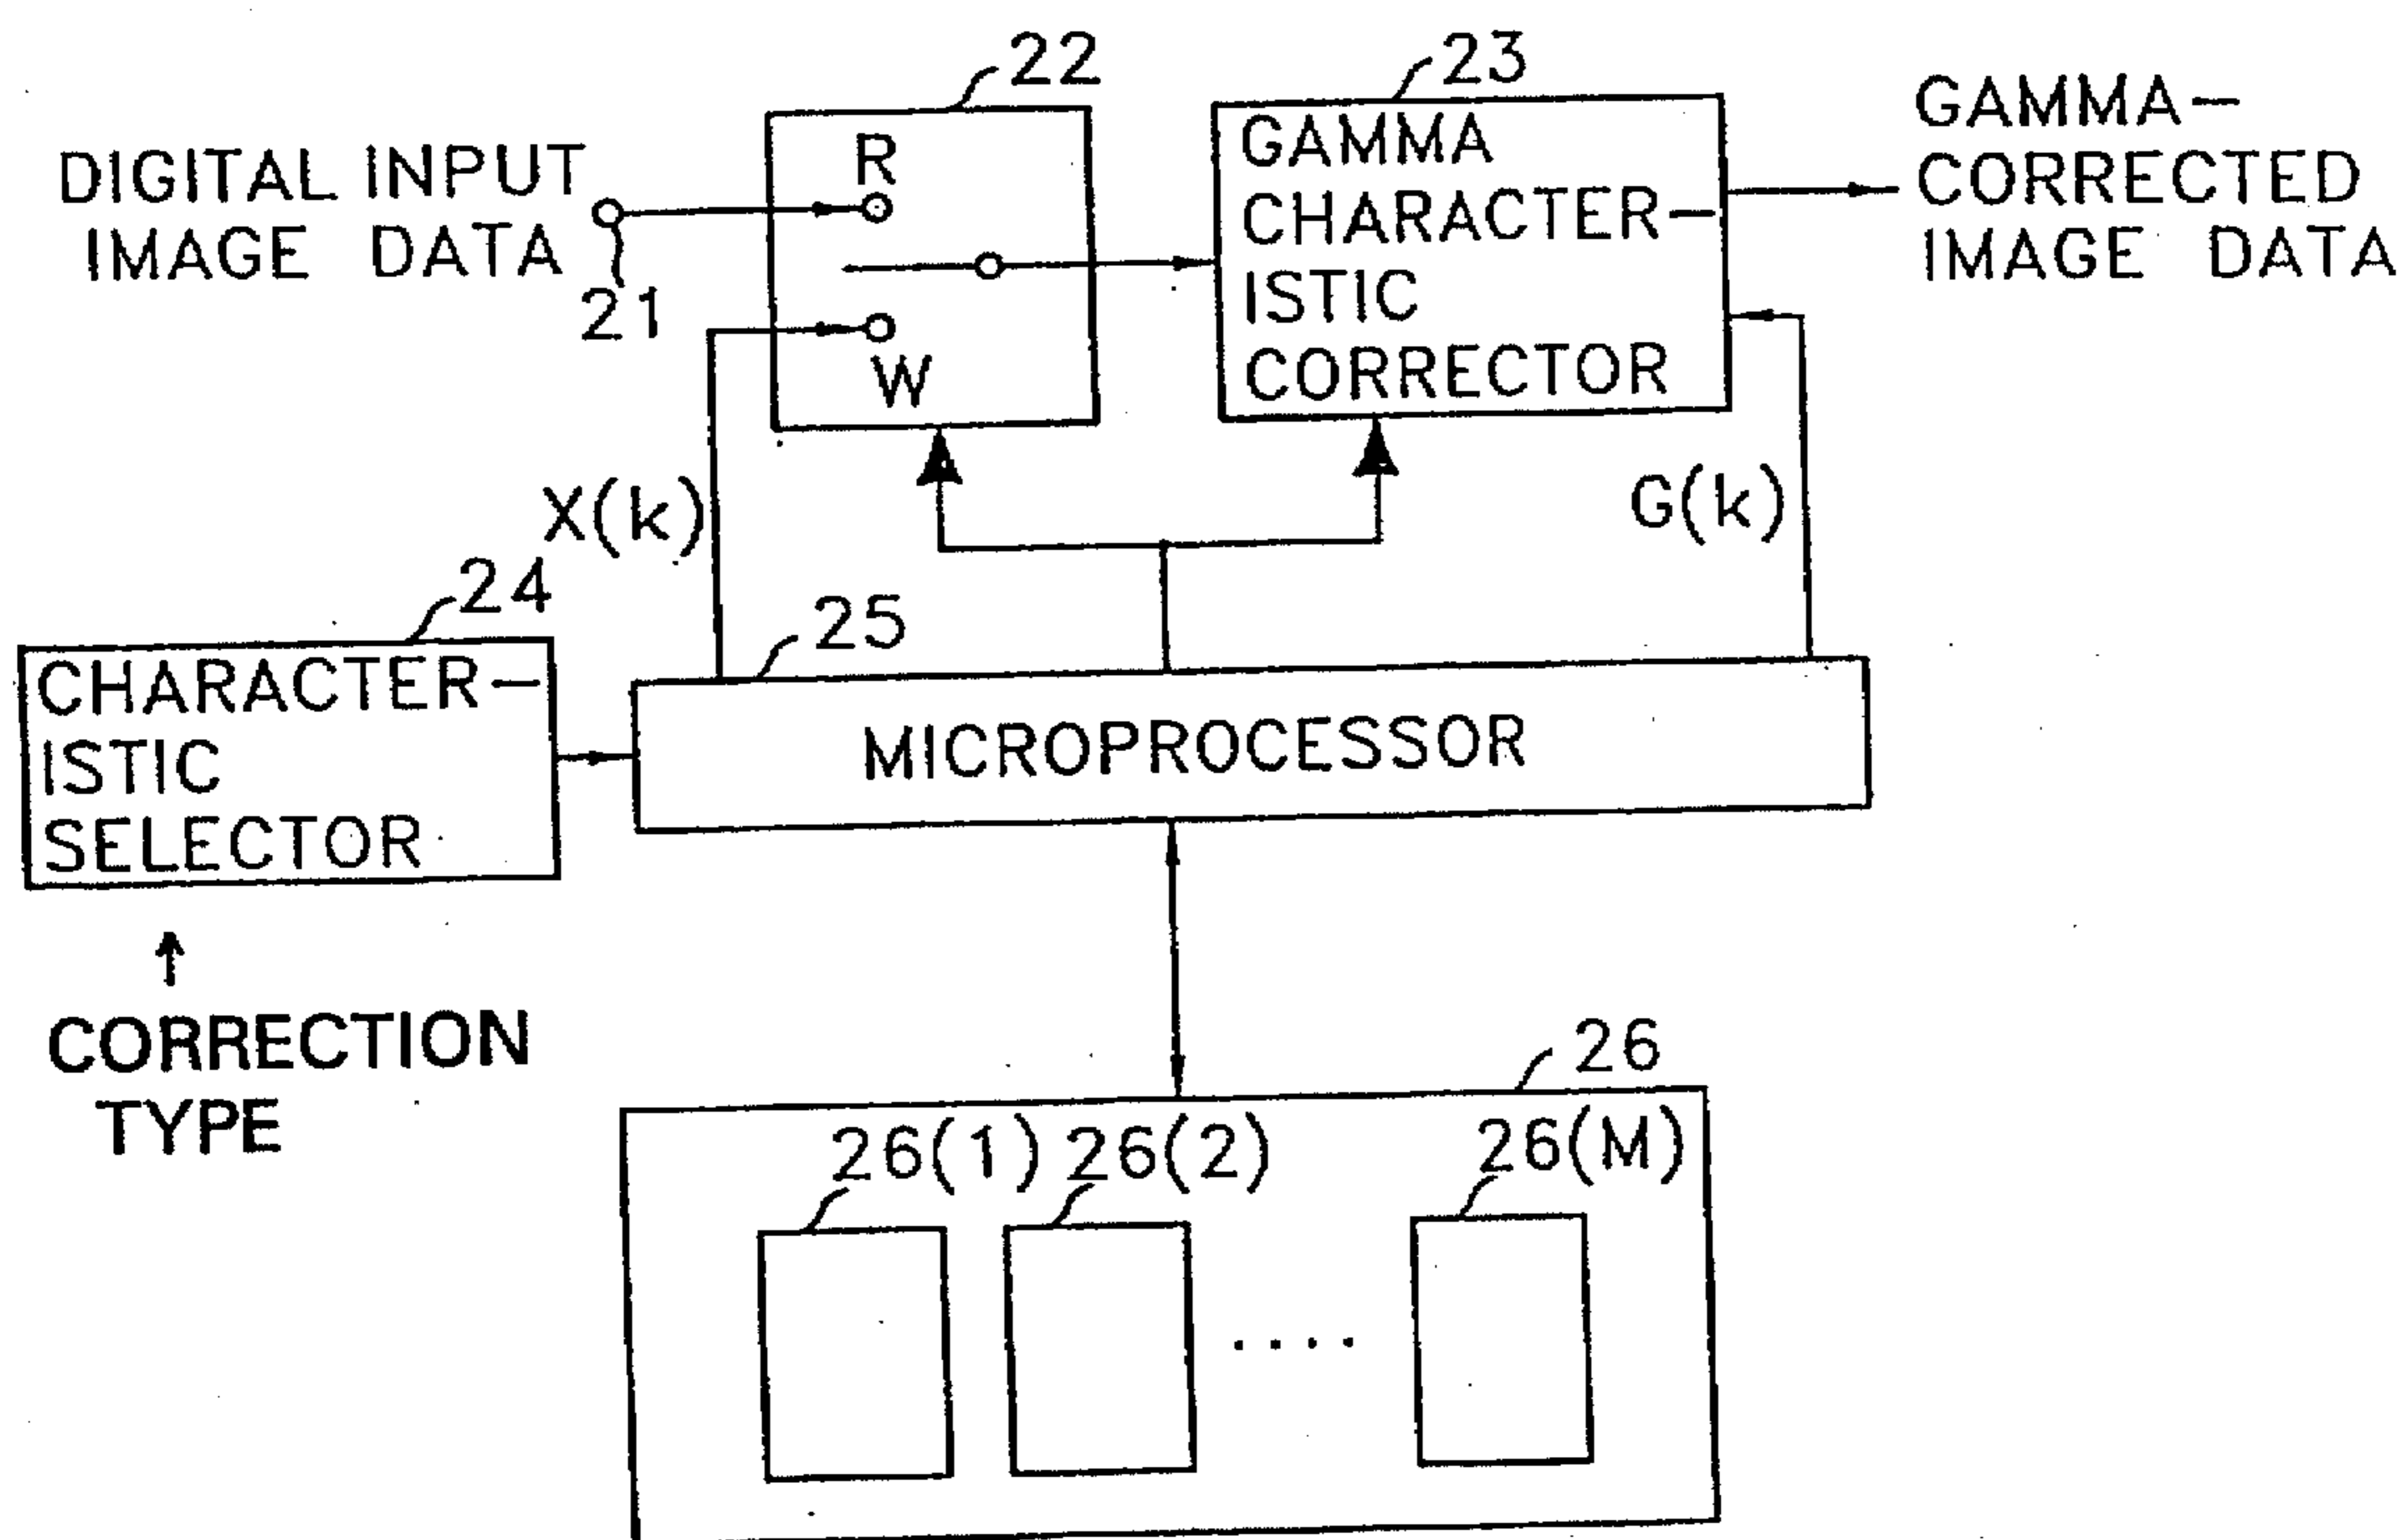 22
23
GAMMA-
CORRECTED
IMAGE DATA
DIGITAL INPUT
IMAGE DATA
21
R
W
GAMMA
CHARACTER-
ISTIC
CORRECTOR
X(k)
G(k)
24
25
CHARACTER-
ISTIC
SELECTOR
MICROPROCESSOR
CORRECTION
TYPE
26
26(1) 26(2) 26(M)